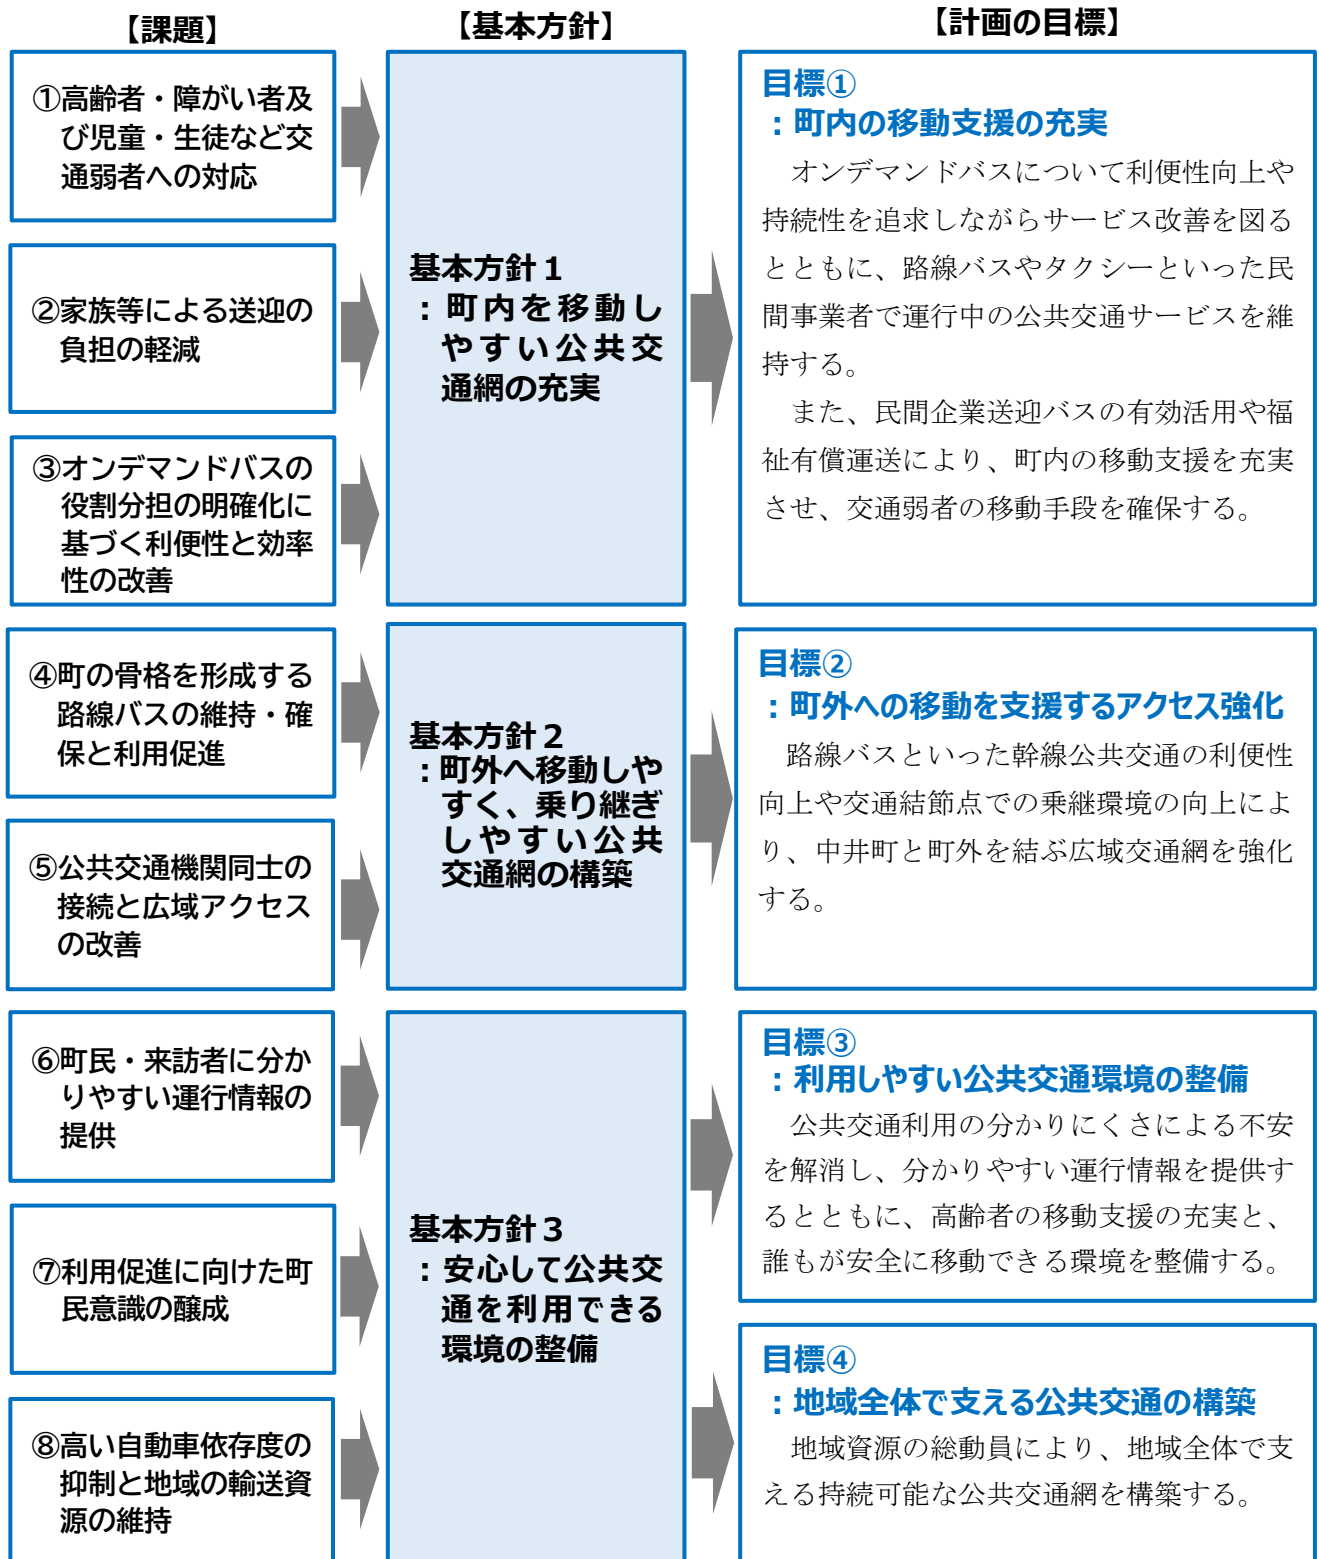 【課題】
【基本方針】
【計画の目標】
①高齢者・障がい者及
び児童・生徒など交
通弱者への対応
②家族等による送迎の
負担の軽減
③オンデマンドバスの
役割分担の明確化に
基づく利便性と効率
性の改善
基本方針１
：町内を移動し
やすい公共交
通網の充実
目標①
：町内の移動支援の充実
オンデマンドバスについて利便性向上や
持続性を追求しながらサービス改善を図る
とともに、路線バスやタクシーといった民
間事業者で運行中の公共交通サービスを維
持する。
また、民間企業送迎バスの有効活用や福
祉有償運送により、町内の移動支援を充実
させ、交通弱者の移動手段を確保する。
④町の骨格を形成する
路線バスの維持・確
保と利用促進
⑤公共交通機関同士の
接続と広域アクセス
の改善
基本方針２
：町外へ移動しや
すく、乗り継ぎ
しやすい公共
交通網の構築
目標②
：町外への移動を支援するアクセス強化
路線バスといった幹線公共交通の利便性
向上や交通結節点での乗継環境の向上によ
り、中井町と町外を結ぶ広域交通網を強化
する。
⑥町民・来訪者に分か
りやすい運行情報の
提供
⑦利用促進に向けた町
民意識の醸成
⑧高い自動車依存度の
抑制と地域の輸送資
源の維持
基本方針３
：安心して公共交
通を利用できる
環境の整備
目標③
：利用しやすい公共交通環境の整備
公共交通利用の分かりにくさによる不安
を解消し、分かりやすい運行情報を提供す
るとともに、高齢者の移動支援の充実と、
誰もが安全に移動できる環境を整備する。
目標④
：地域全体で支える公共交通の構築
地域資源の総動員により、地域全体で支
える持続可能な公共交通網を構築する。